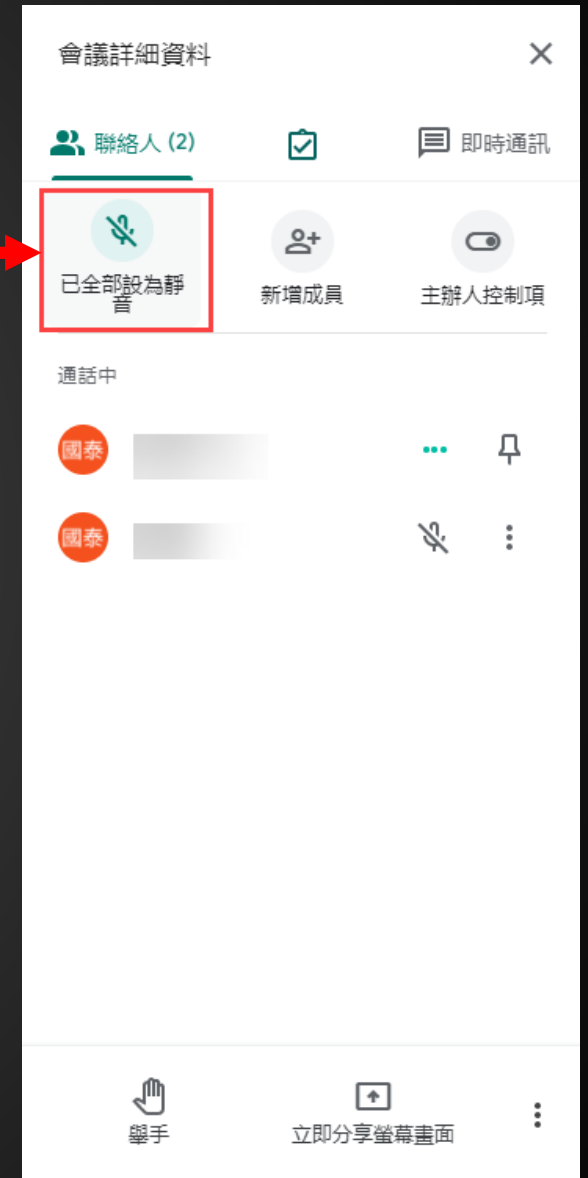 會議詳細資料
聯絡人 (2)
即時通訊
已全部設為靜
音
新增成員
主辦人控制項
通話中
國泰
國泰
舉手
立即分享螢幕畫面